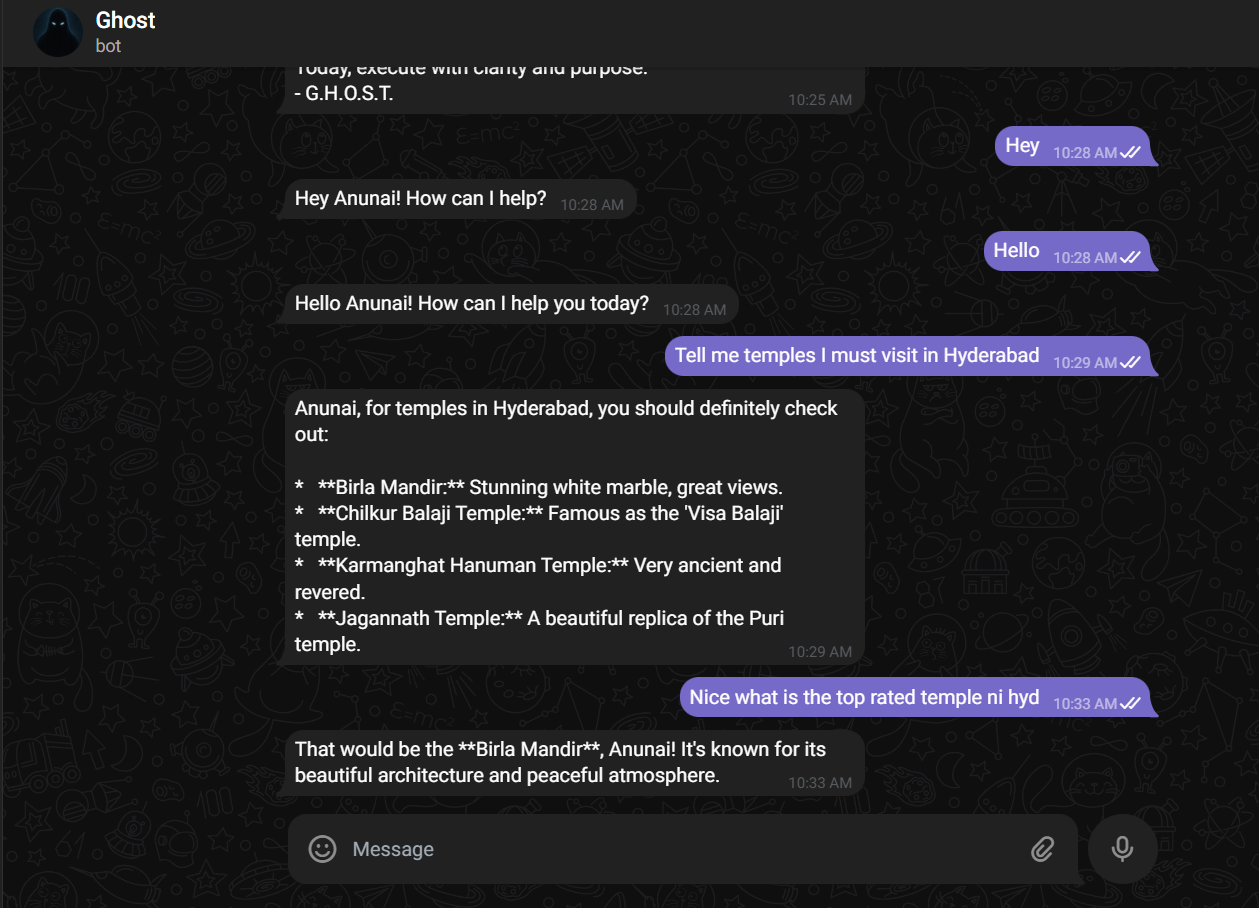 Ghost
bot
Today, execute with clarity and purpose.
- G.H.O.S.T.
10:25 AM
Hey 10:28 AM
Hey Anunai! How can I help? 10:28 AM
Hello 10:28 AM
Hello Anunai! How can I help you today? 10:28 AM
Tell me temples I must visit in Hyderabad 10:29 AM
Anunai, for temples in Hyderabad, you should definitely check
out:
* **Birla Mandir:** Stunning white marble, great views.
* **Chilkur Balaji Temple:** Famous as the 'Visa Balaji'
temple.
* **Karmanghat Hanuman Temple:** Very ancient and
revered.
* **Jagannath Temple:** A beautiful replica of the Puri
temple.
10:29 AM
Nice what is the top rated temple ni hyd 10:33 AM
That would be the **Birla Mandir**, Anunai! It's known for its
beautiful architecture and peaceful atmosphere. 10:33 AM
Message